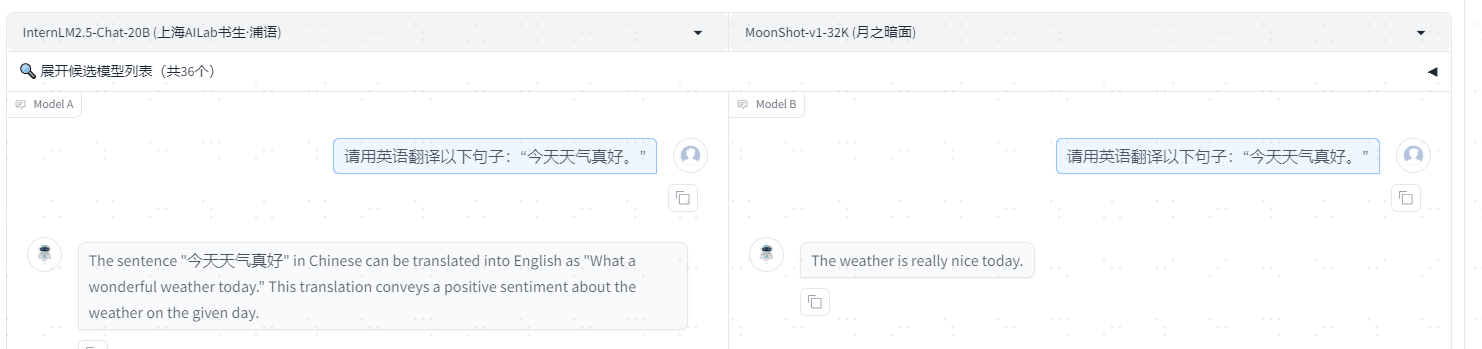 InternLM2.5-Chat-20B (上海AILab书生·浦语)
MoonShot-v1-32K (月之暗面)
展开候选模型列表（共36个）
Model A
请用英语翻译以下句子：“今天天气真好。”
The sentence "今天天气真好" in Chinese can be translated into English as "What a
wonderful weather today." This translation conveys a positive sentiment about the
weather on the given day.
Model B
请用英语翻译以下句子：“今天天气真好。”
The weather is really nice today.